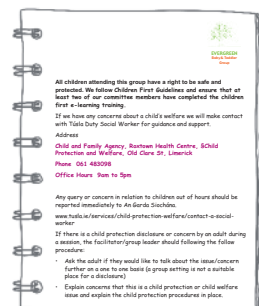 EVERGREEN
Baby & Toddler
Group
All children attending this group have a right to be safe and
protected. We follow Children First Guidelines and ensure that at
least two of our committee members have completed the children
first e-learning training.
If we have any concerns about a child's welfare we will make contact
with Túsla Duty Social Worker for guidance and support.
Address
Child and Family Agency, Roxtown Health Centre, SChild
Protection and Welfare, Old Clare St, Limerick
Phone 061 483098
Office Hours 9am to 5pm
Any query or concern in relation to children out of hours should be
reported immediately to An Garda Síochána.
www.tusla.ie/services/child-protection-welfare/contact-a-social-
worker
If there is a child protection disclosure or concern by an adult during
a session, the facilitator/group leader should following the follow
procedure:
• Ask the adult if they would like to talk about the issue/concern
further on a one to one basis (a group setting is not a suitable
place for a disclosure)
• Explain concerns that this is a child protection or child welfare
issue and explain the child protection procedures in place.